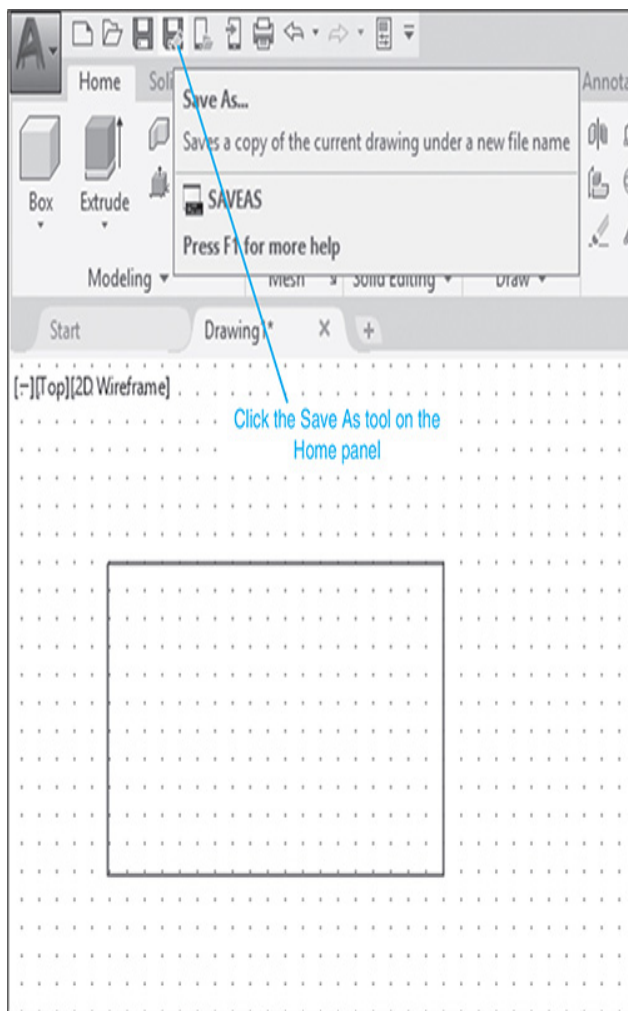 A
Home
Soli
Annota
Save As...
Saves a copy of the current drawing under a new file name
SAVEAS
Press F1 for more help
Box
Extrude
Modeling
Mesh
Solid Editing
Draw
Start
Drawing1*
[−][Top][2D Wireframe]
Click the Save As tool on the
Home panel